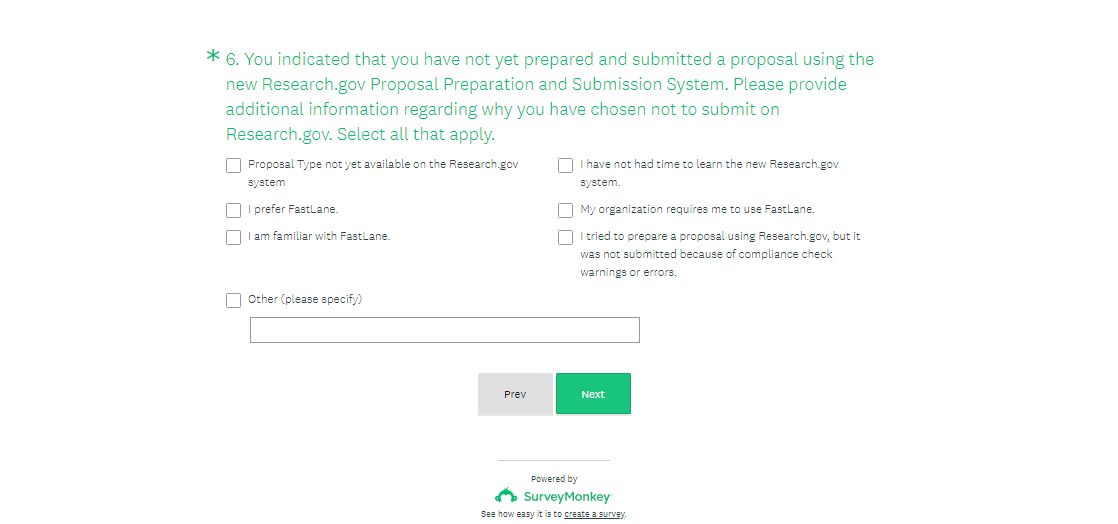 * 6. You indicated that you have not yet prepared and submitted a proposal using the
new Research.gov Proposal Preparation and Submission System. Please provide
additional information regarding why you have chosen not to submit on
Research.gov. Select all that apply.
Proposal Type not yet available on the Research.gov
system
I have not had time to learn the new Research.gov
system.
I prefer FastLane.
My organization requires me to use FastLane.
I am familiar with FastLane.
I tried to prepare a proposal using Research.gov, but it
was not submitted because of compliance check
warnings or errors.
Other (please specify)
Prev
Next
Powered by
SurveyMonkey
See how easy it is to create a survey.